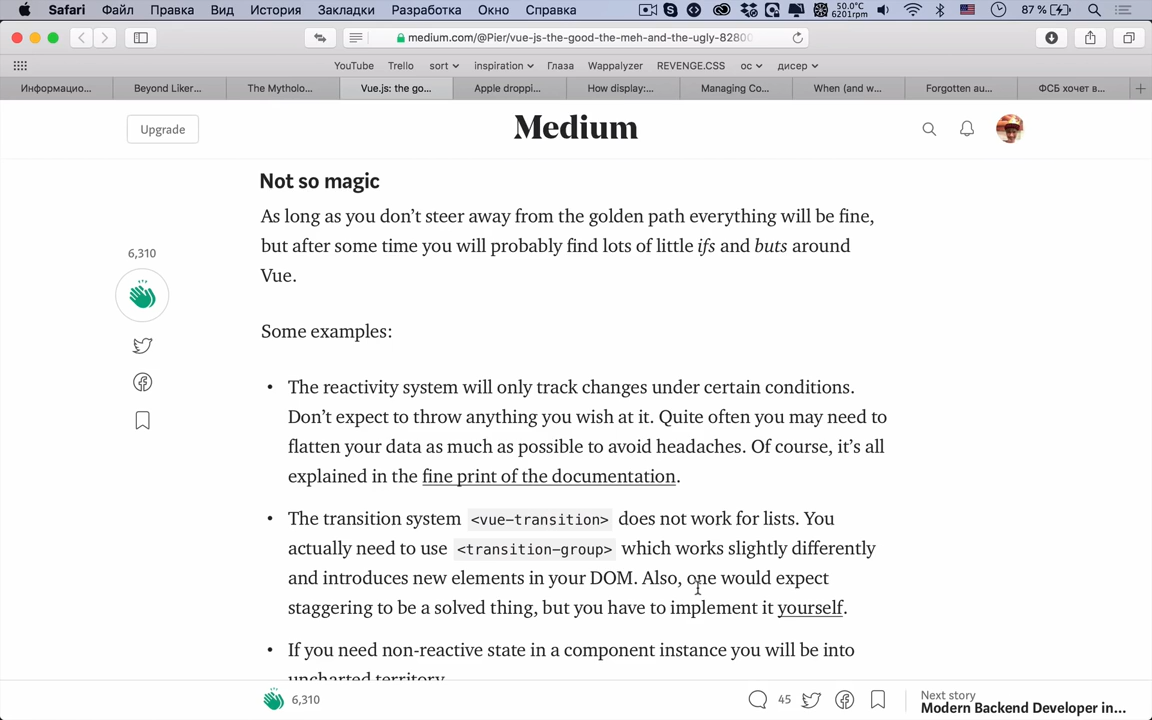 Safari Файл Правка Вид История Закладки Разработка Окно Справка 50.0°C 6201rpm 87 %
medium.com/@Pier/vue-js-the-good-the-meh-and-the-ugly-82800
YouTube Trello sort inspiration Глаза Wappalyzer REVENGE.CSS ос дисер
Информацио... Beyond Liker... The Mytholo... Vue.js: the go... Apple droppi... How display:... Managing Co... When (and w... Forgotten au... ФСБ хочет в...
Upgrade Medium
Not so magic
As long as you don’t steer away from the golden path everything will be fine,
but after some time you will probably find lots of little ifs and buts around
Vue.
6,310
Some examples:
• The reactivity system will only track changes under certain conditions.
Don’t expect to throw anything you wish at it. Quite often you may need to
flatten your data as much as possible to avoid headaches. Of course, it’s all
explained in the fine print of the documentation.
• The transition system <vue-transition> does not work for lists. You
actually need to use <transition-group> which works slightly differently
and introduces new elements in your DOM. Also, one would expect
staggering to be a solved thing, but you have to implement it yourself.
• If you need non-reactive state in a component instance you will be into
uncharted territory.
6,310 45 Next story
Modern Backend Developer in...